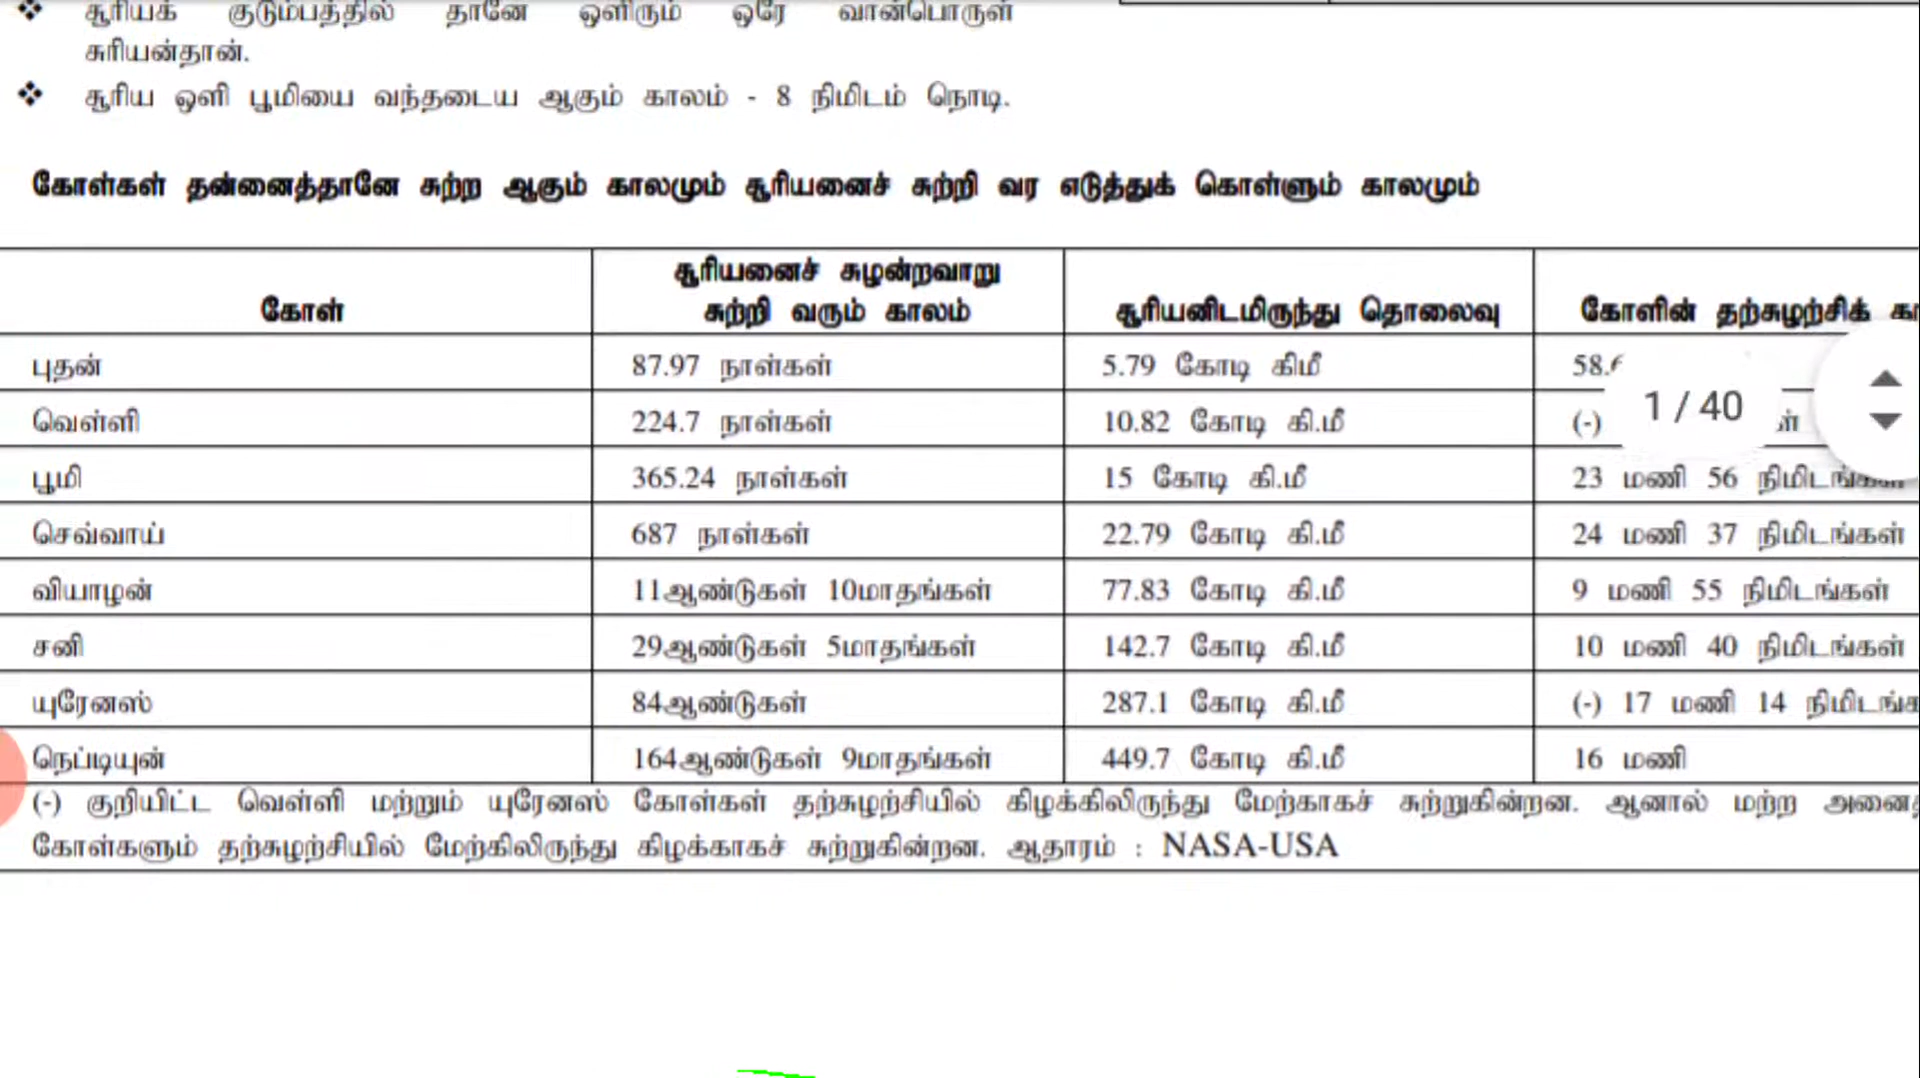 ❖ சூரியக் குடும்பத்தில் தானே ஒளிரும் ஒரே வான்பொருள்
சுரியன்தான்.
❖ சூரிய ஒளி பூமியை வந்தடைய ஆகும் காலம் - 8 நிமிடம் நொடி.
கோள்கள் தன்னைத்தானே சுற்ற ஆகும் காலமும் சூரியனைச் சுற்றி வர எடுத்துக் கொள்ளும் காலமும்
கோள் சூரியனைச் சுழன்றவாறு சுற்றி வரும் காலம் சூரியனிடமிருந்து தொலைவு கோளின் தற்சுழற்சிக்
புதன் 87.97 நாள்கள் 5.79 கோடி கிமீ
வெள்ளி 224.7 நாள்கள் 10.82 கோடி கி.மீ (-)
1 / 40
பூமி 365.24 நாள்கள் 15 கோடி கி.மீ 23 மணி 56 நிமிடங்கள்
செவ்வாய் 687 நாள்கள் 22.79 கோடி கி.மீ 24 மணி 37 நிமிடங்கள்
வியாழன் 11ஆண்டுகள் 10மாதங்கள் 77.83 கோடி கி.மீ 9 மணி 55 நிமிடங்கள்
சனி 29ஆண்டுகள் 5மாதங்கள் 142.7 கோடி கி.மீ 10 மணி 40 நிமிடங்கள்
யுரேனஸ் 84ஆண்டுகள் 287.1 கோடி கி.மீ (-) 17 மணி 14
நெப்டியுன் 164ஆண்டுகள் 9மாதங்கள் 449.7 கோடி கி.மீ 16 மணி
(-) குறியிட்ட வெள்ளி மற்றும் யுரேனஸ் கோள்கள் தற்சுழற்சியில் கிழக்கிலிருந்து மேற்காகச் சுற்றுகின்றன. ஆனால் மற்ற
கோள்களும் தற்சுழற்சியில் மேற்கிலிருந்து கிழக்காகச் சுற்றுகின்றன. ஆதாரம் : NASA-USA